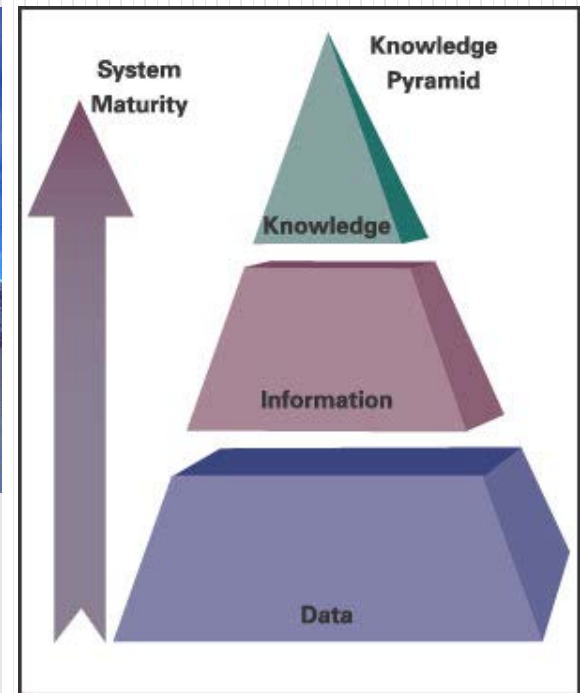 System
Maturity
Knowledge
Pyramid
Knowledge
Information
Data